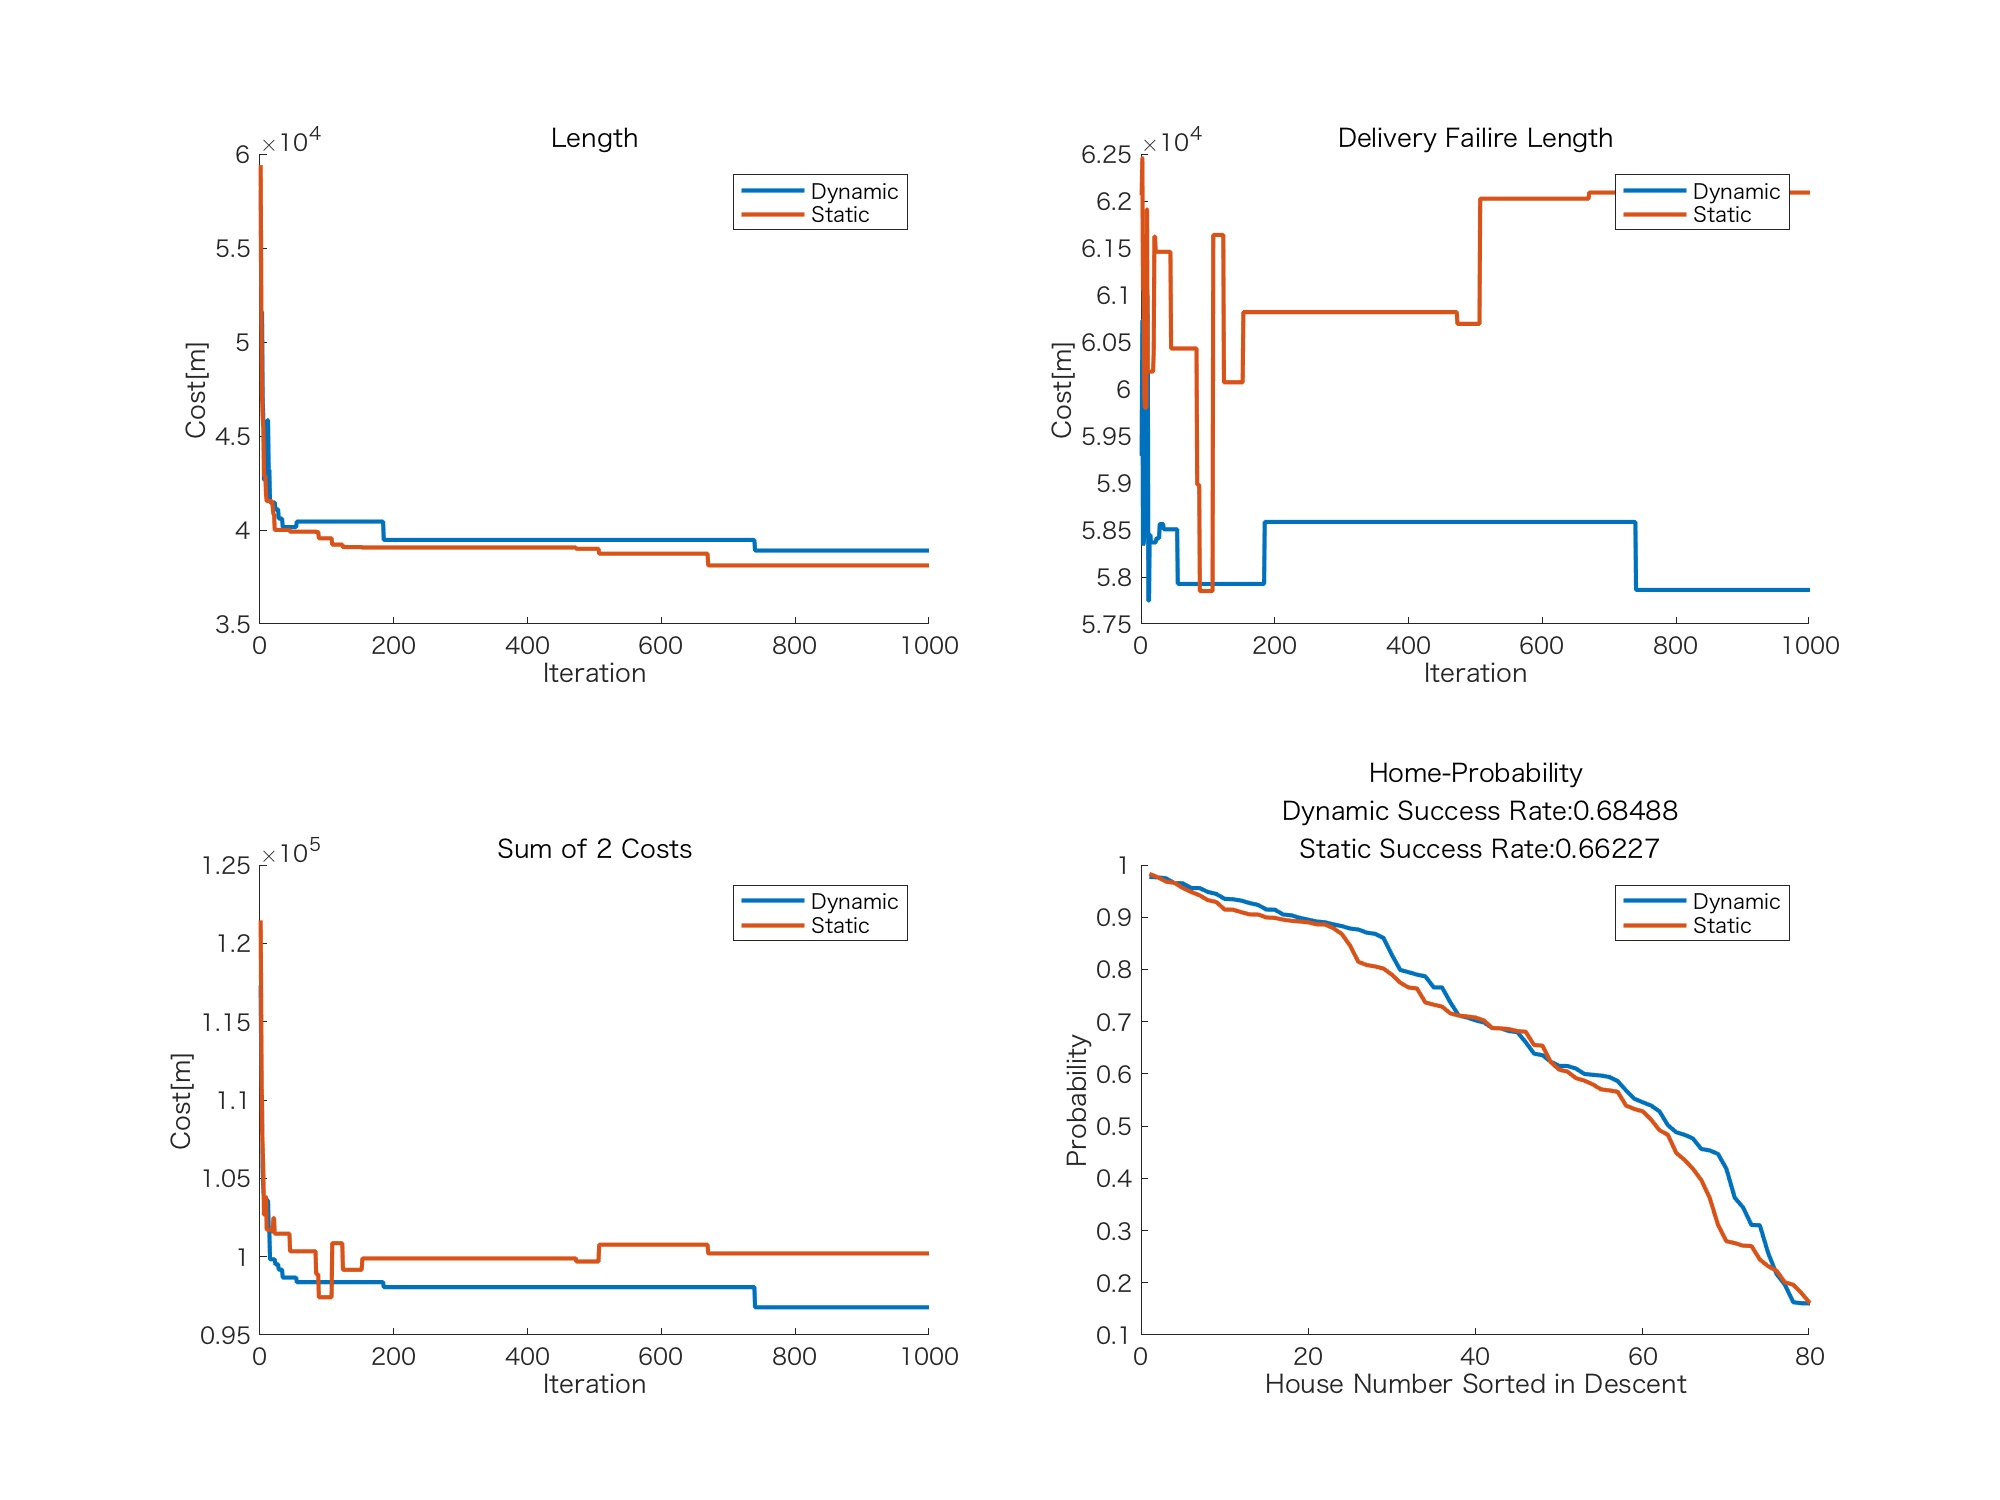 Length
×10^4
6
5.5
5
4.5
4
3.5
0 200 400 600 800 1000
Iteration
Cost[m]
Dynamic
Static
Delivery Failire Length
×10^4
6.25
6.2
6.15
6.1
6.05
6
5.95
5.9
5.85
5.8
5.75
0 200 400 600 800 1000
Iteration
Cost[m]
Dynamic
Static
Sum of 2 Costs
×10^5
1.25
1.2
1.15
1.1
1.05
1
0.95
0 200 400 600 800 1000
Iteration
Cost[m]
Dynamic
Static
Home-Probability
Dynamic Success Rate:0.68488
Static Success Rate:0.66227
1
0.9
0.8
0.7
0.6
0.5
0.4
0.3
0.2
0.1
0 20 40 60 80
House Number Sorted in Descent
Probability
Dynamic
Static